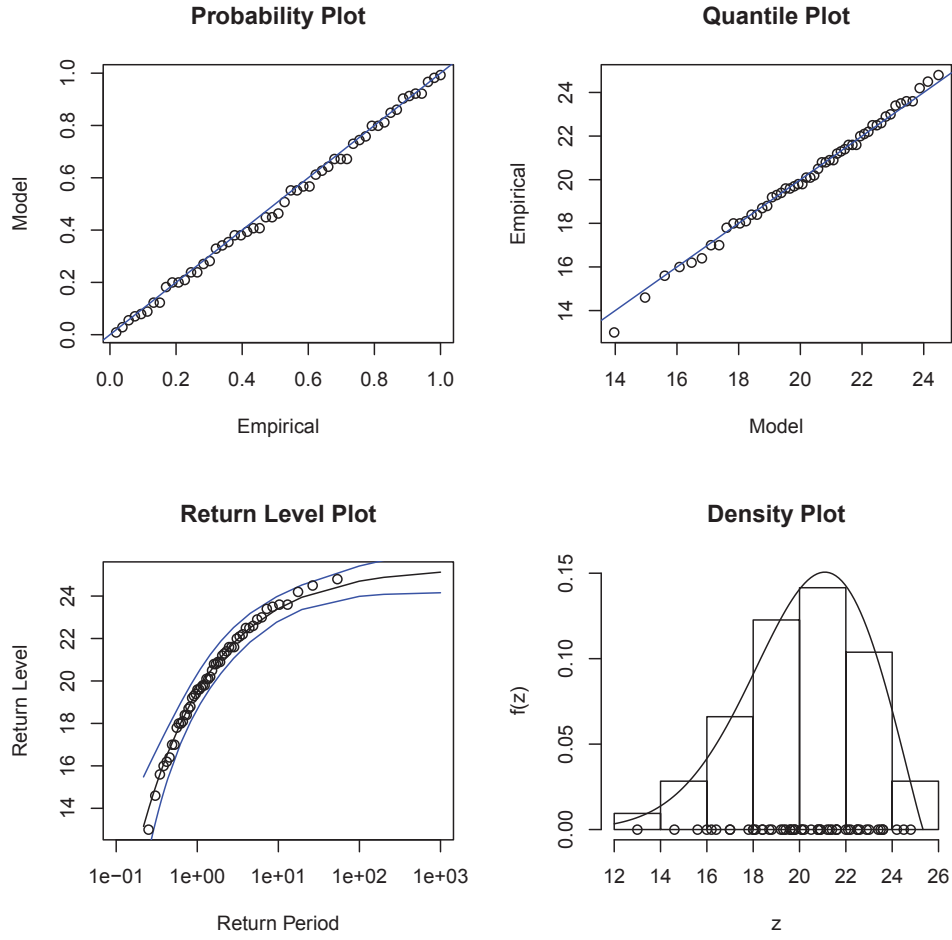 Probability Plot
Model
0.0 0.2 0.4 0.6 0.8 1.0
0.0 0.2 0.4 0.6 0.8 1.0
Empirical
Quantile Plot
Empirical
14 16 18 20 22 24
14 16 18 20 22 24
Model
Return Level Plot
Return Level
14 16 18 20 22 24
1e−01 1e+00 1e+01 1e+02 1e+03
Return Period
Density Plot
f(z)
0.00 0.05 0.10 0.15
12 14 16 18 20 22 24 26
z